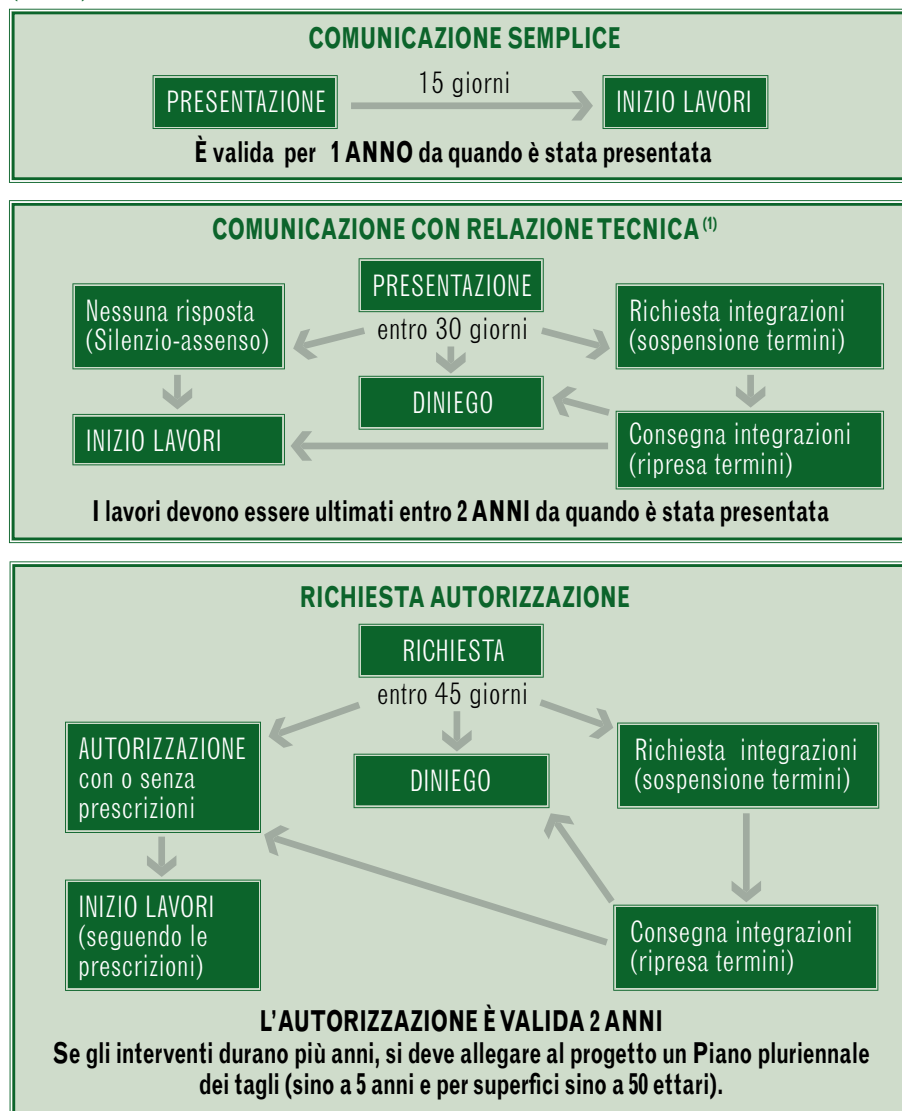 COMUNICAZIONE SEMPLICE
PRESENTAZIONE
15 giorni
INIZIO LAVORI
È valida per 1 ANNO da quando è stata presentata
COMUNICAZIONE CON RELAZIONE TECNICA (1)
PRESENTAZIONE
entro 30 giorni
Nessuna risposta
(Silenzio-assenso)
Richiesta integrazioni
(sospensione termini)
DINIEGO
INIZIO LAVORI
Consegna integrazioni
(ripresa termini)
I lavori devono essere ultimati entro 2 ANNI da quando è stata presentata
RICHIESTA AUTORIZZAZIONE
RICHIESTA
entro 45 giorni
AUTORIZZAZIONE
con o senza
prescrizioni
DINIEGO
Richiesta integrazioni
(sospensione termini)
INIZIO LAVORI
(seguendo le
prescrizioni)
Consegna integrazioni
(ripresa termini)
L'AUTORIZZAZIONE È VALIDA 2 ANNI
Se gli interventi durano più anni, si deve allegare al progetto un Piano pluriennale
dei tagli (sino a 5 anni e per superfici sino a 50 ettari).